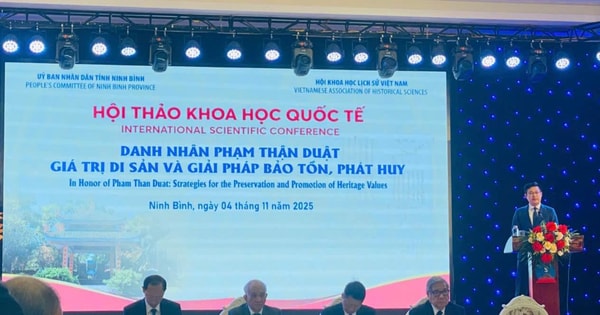 ỦY BAN NHÂN DÂN TỈNH NINH BÌNH
PEOPLE'S COMMITTEE OF NINH BINH PROVINCE
HỘI KHOA HỌC LỊCH SỬ VIỆT NAM
VIETNAMESE ASSOCIATION OF HISTORICAL SCIENCES
HỘI THẢO KHOA HỌC QUỐC TẾ
INTERNATIONAL SCIENTIFIC CONFERENCE
DANH NHÂN PHẠM THẬN DUẬT
GIÁ TRỊ DI SẢN VÀ GIẢI PHÁP BẢO TỒN, PHÁT HUY
In Honor of Pham Than Duat: Strategies for the Preservation and Promotion of Heritage Values
Ninh Bình, ngày 04 tháng 11 năm 2025